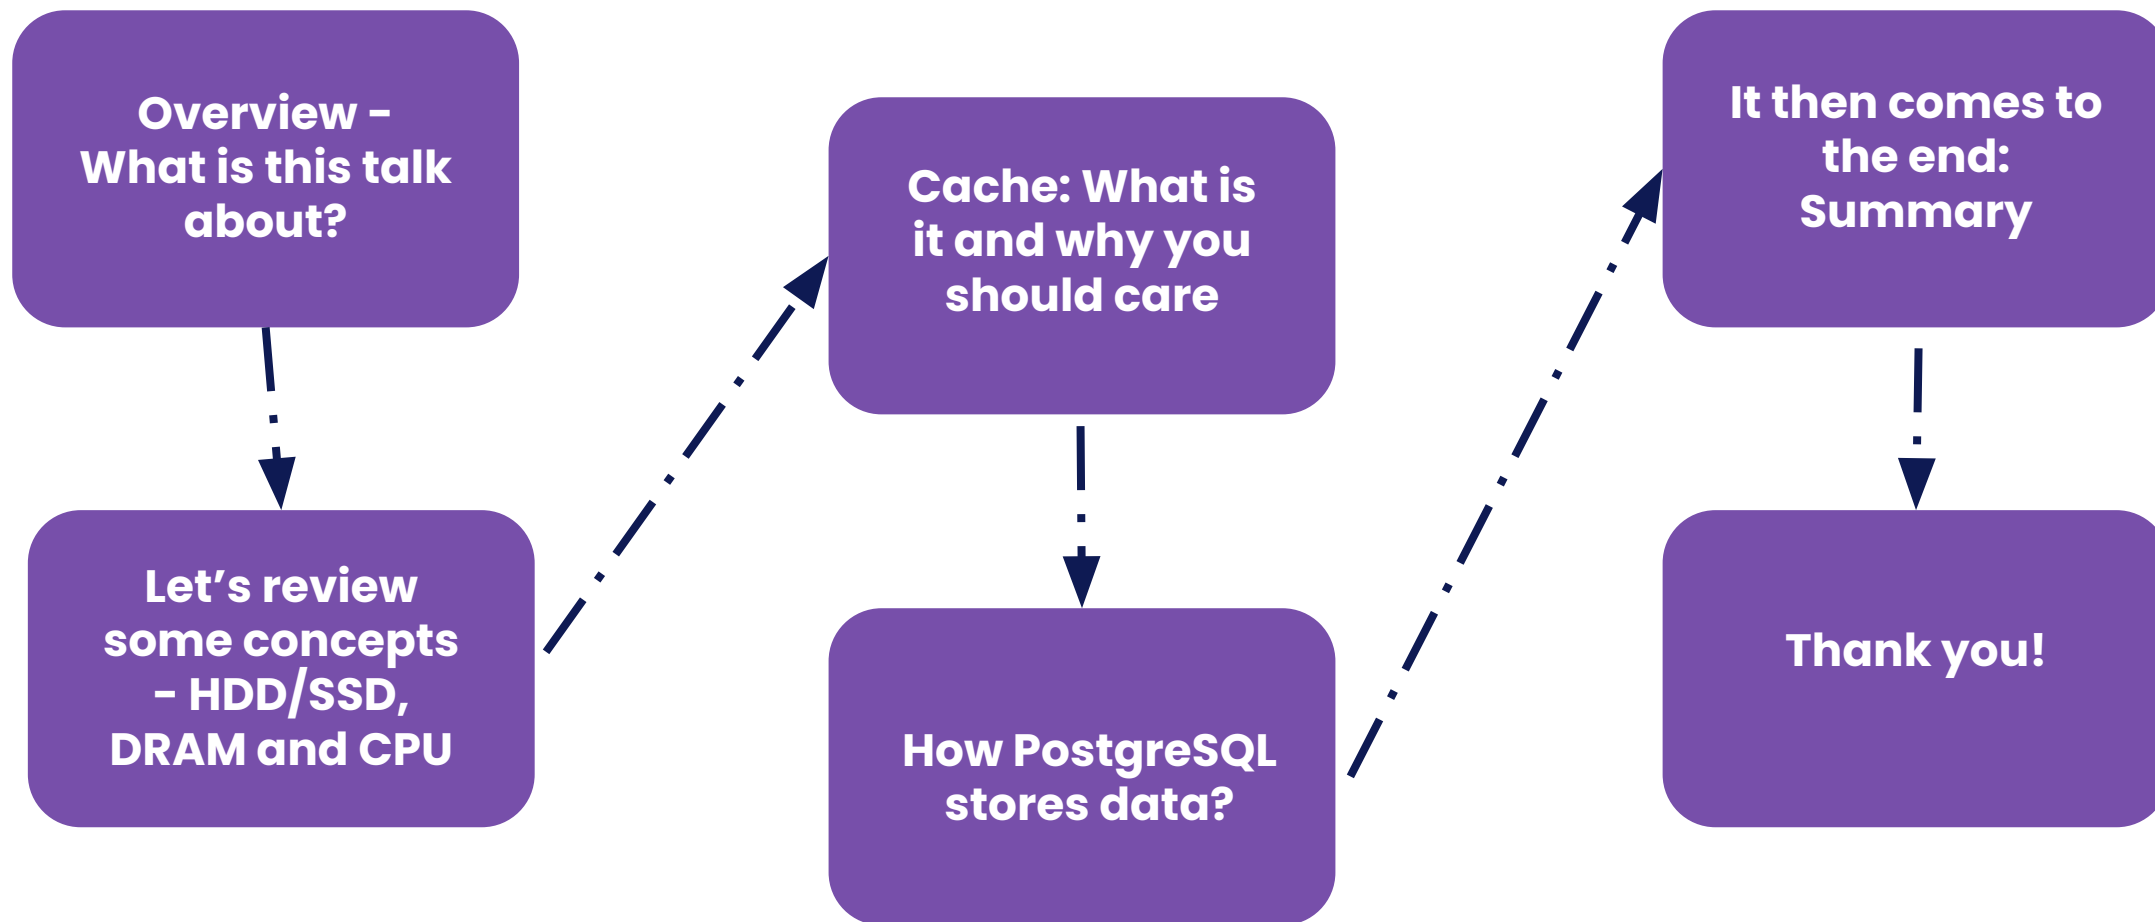 Overview -
What is this talk
about?
Let’s review
some concepts
- HDD/SSD,
DRAM and CPU
Cache: What is
it and why you
should care
How PostgreSQL
stores data?
It then comes to
the end:
Summary
Thank you!